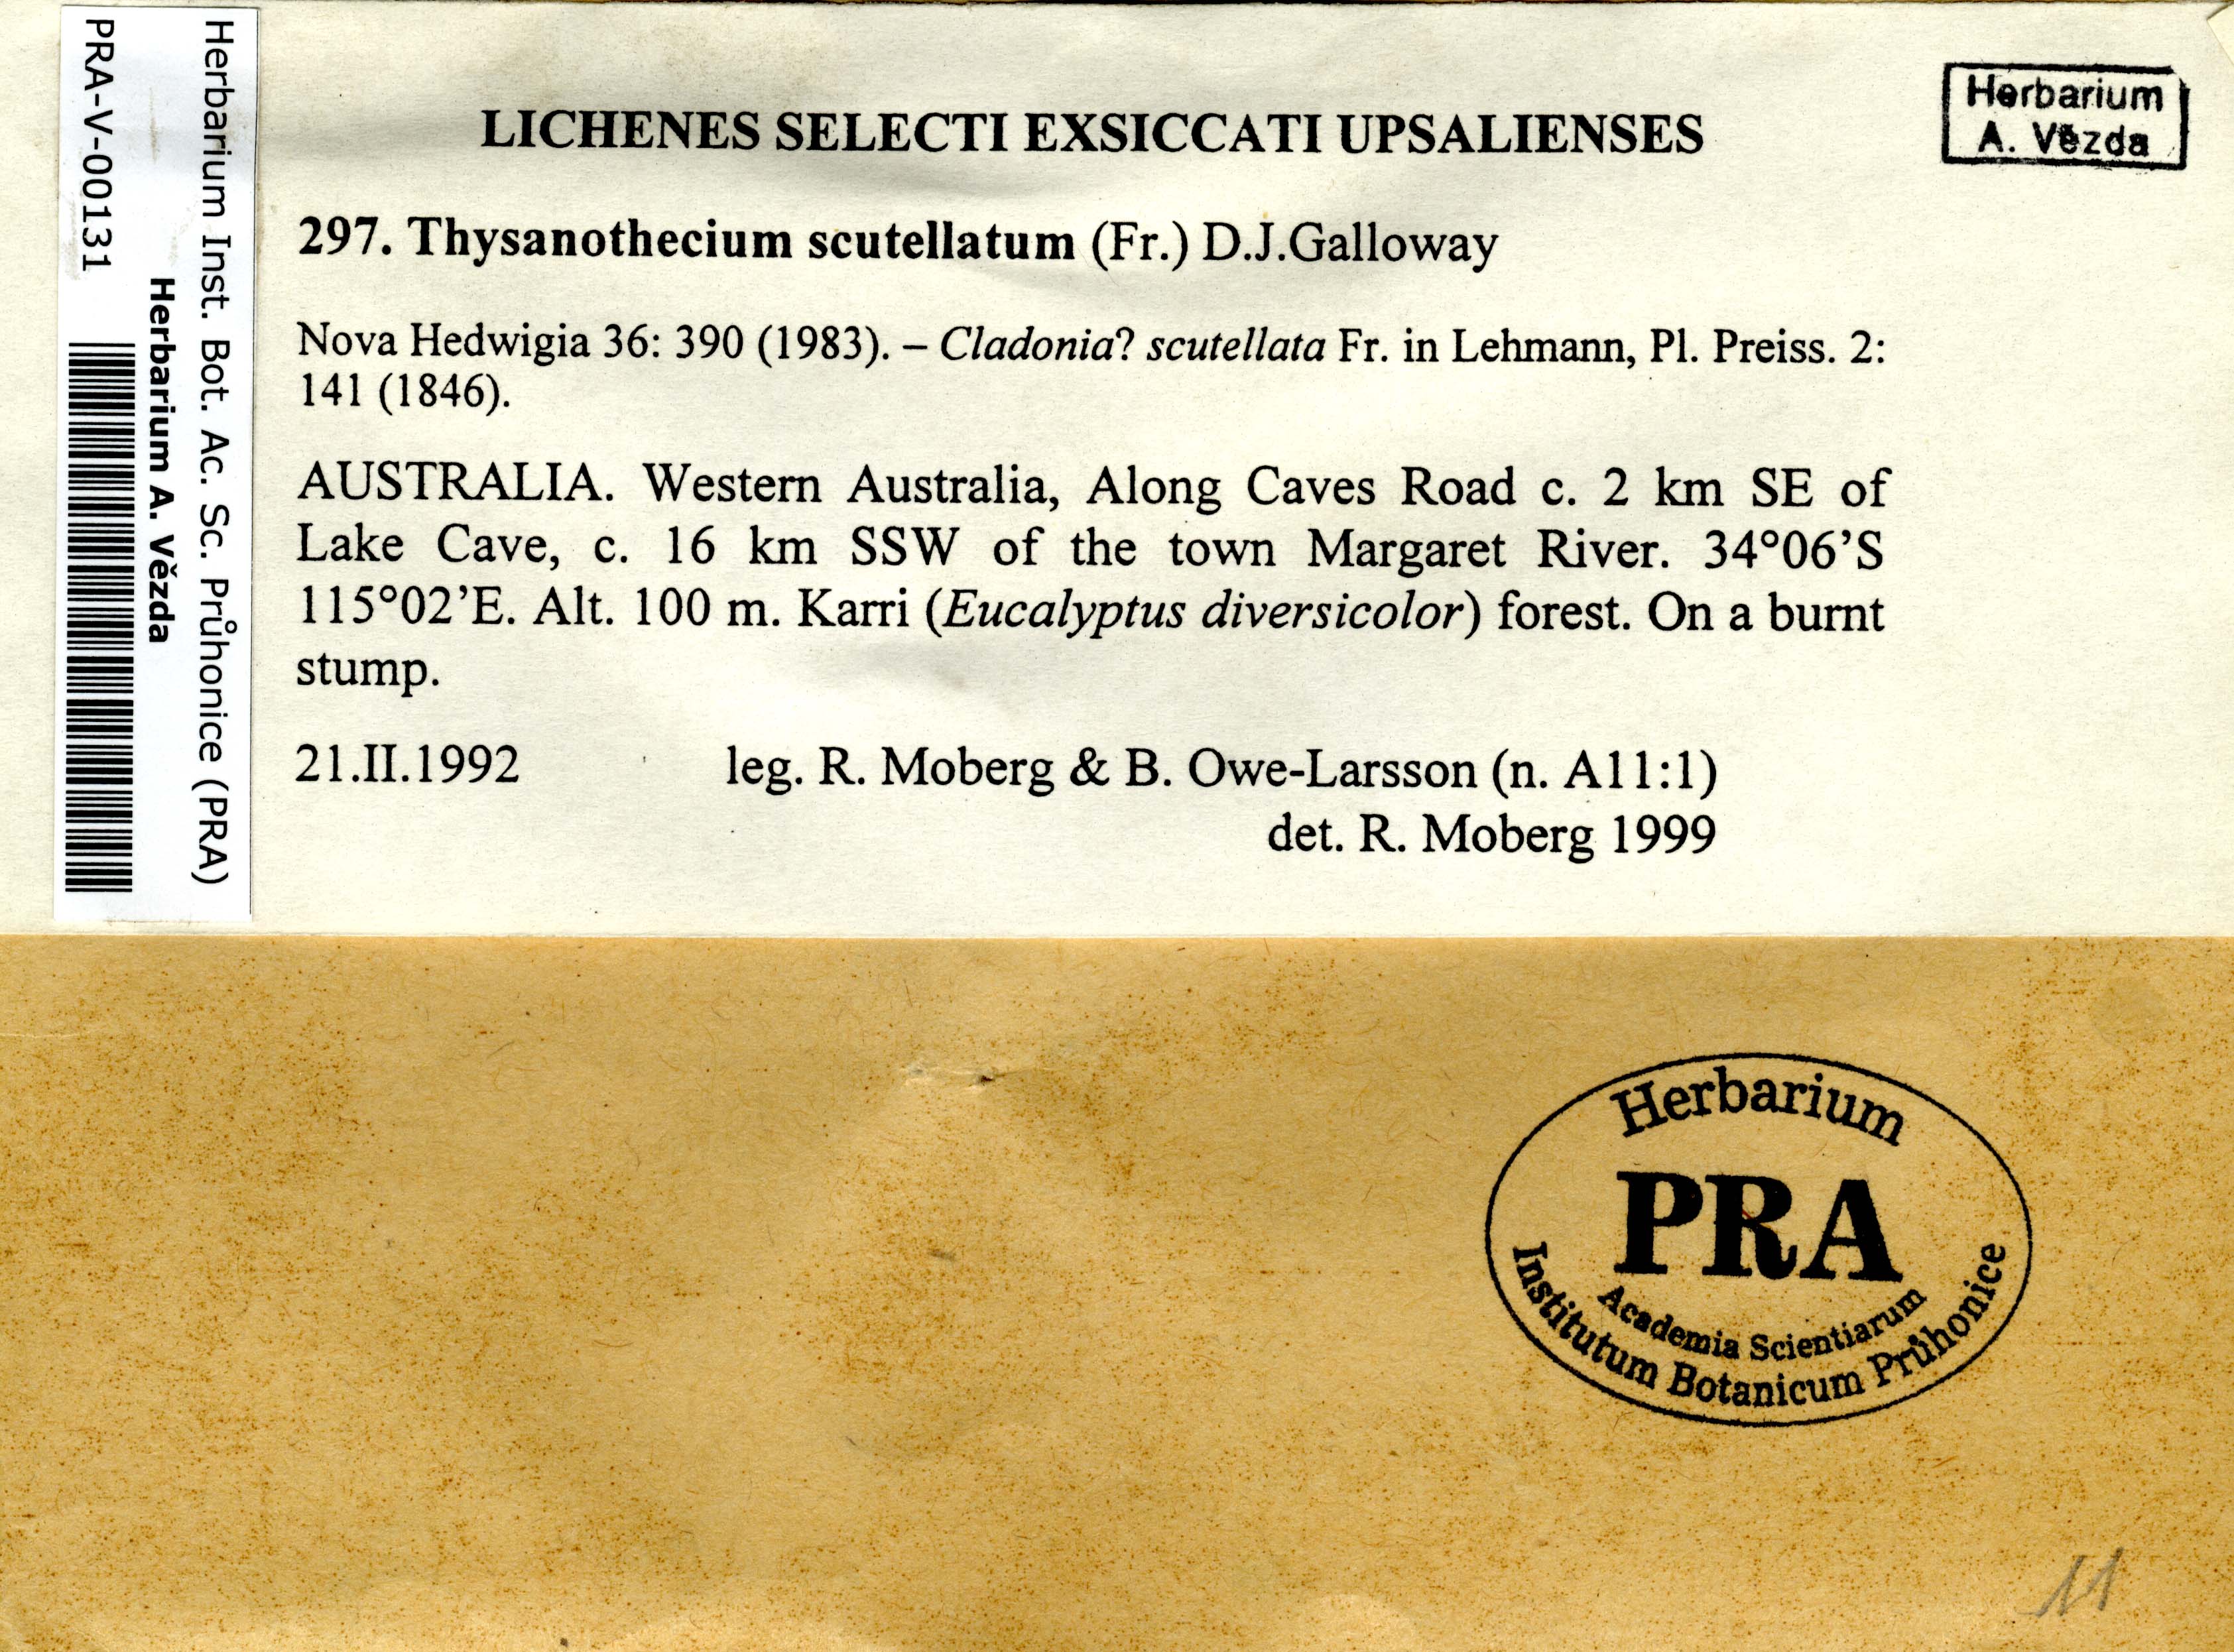 Herbarium Inst. Bot. Ac. Sc. Průhonice (PRA)
Herbarium A. Vězda
PRA-V-00131
Herbarium
A. Vězda
LICHENES SELECTI EXSICCATI UPSALIENSES
297. Thysanothecium scutellatum (Fr.) D.J.Galloway
Nova Hedwigia 36: 390 (1983). – Cladonia? scutellata Fr. in Lehmann, Pl. Preiss. 2:
141 (1846).
AUSTRALIA. Western Australia, Along Caves Road c. 2 km SE of
Lake Cave, c. 16 km SSW of the town Margaret River. 34°06’S
115°02’E. Alt. 100 m. Karri (Eucalyptus diversicolor) forest. On a burnt
stump.
21.II.1992 leg. R. Moberg & B. Owe-Larsson (n. A11:1)
det. R. Moberg 1999
Herbarium
PRA
Academia Scientiarum
Institutum Botanicum Průhonice
11